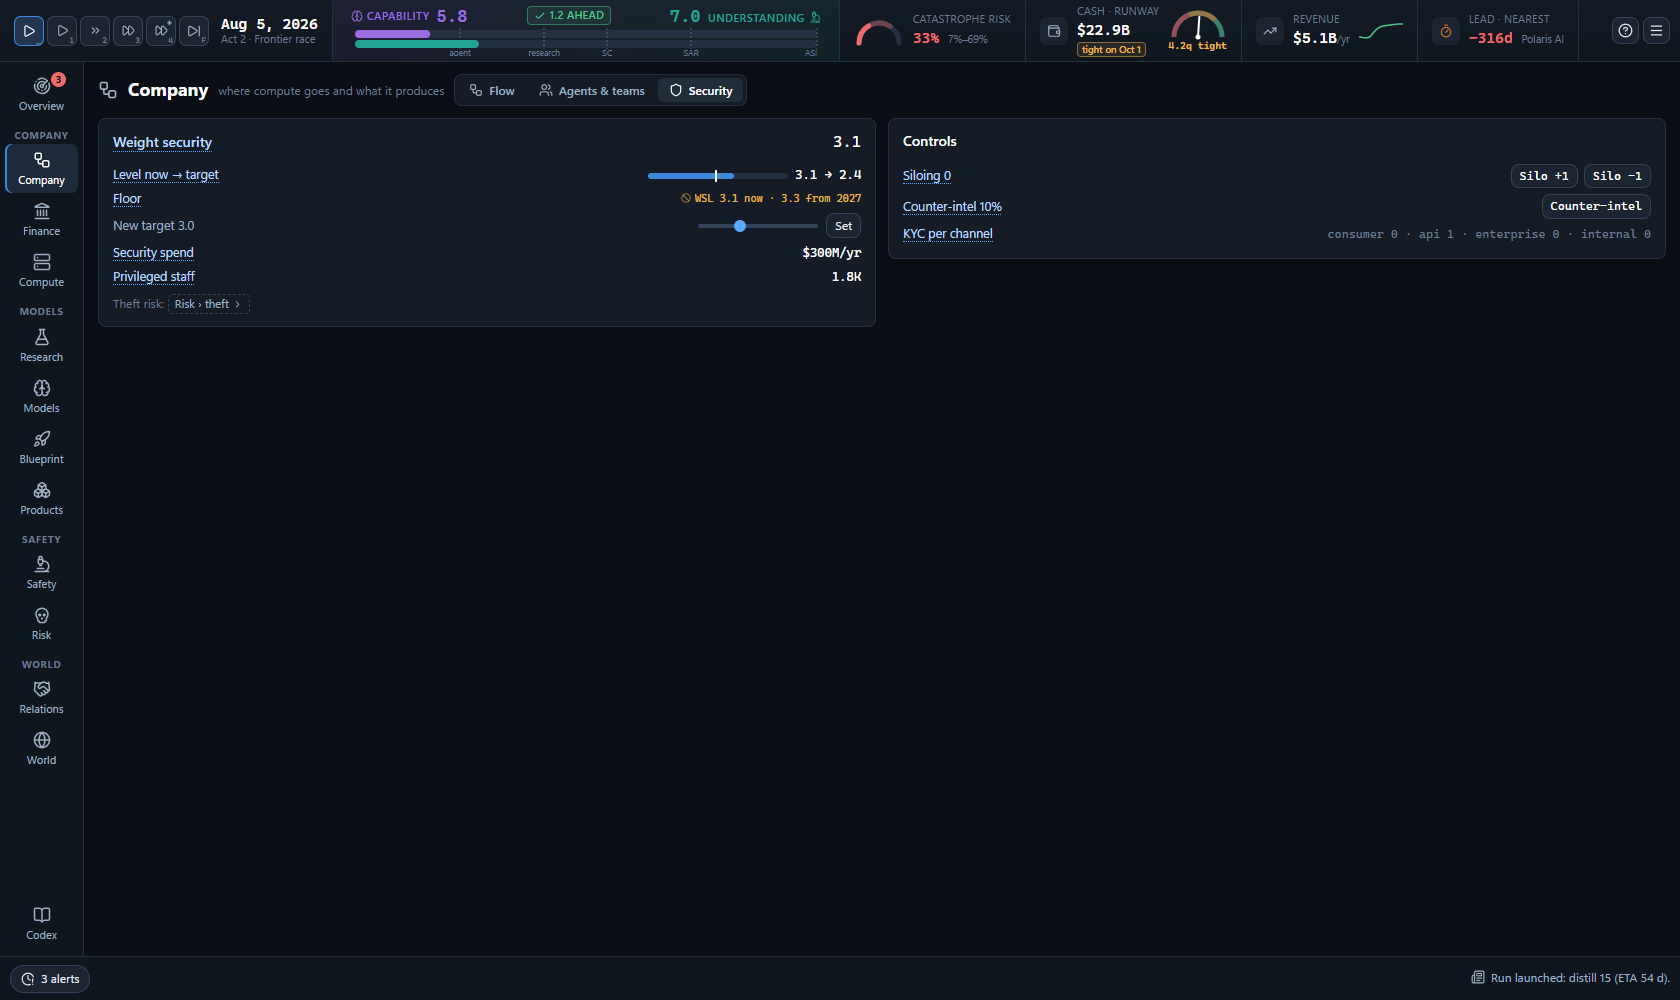 Aug 5, 2026
Act 2 · Frontier race
1 2 3 4 F
CAPABILITY 5.8
1.2 AHEAD
7.0 UNDERSTANDING
agent research SC SAR ASI
CATASTROPHE RISK
33% 7%–69%
CASH · RUNWAY
$22.9B
tight on Oct 1
4.2q tight
REVENUE
$5.1B/yr
LEAD · NEAREST
−316d Polaris AI
3
Overview
COMPANY
Company
Finance
Compute
MODELS
Research
Models
Blueprint
Products
SAFETY
Safety
Risk
WORLD
Relations
World
Codex
Company where compute goes and what it produces
Flow
Agents & teams
Security
Weight security 3.1
Level now → target 3.1 → 2.4
Floor WSL 3.1 now · 3.3 from 2027
New target 3.0 Set
Security spend $300M/yr
Privileged staff 1.8K
Theft risk: Risk › theft ›
Controls
Siloing 0 Silo +1 Silo −1
Counter-intel 10% Counter−intel
KYC per channel consumer 0 · api 1 · enterprise 0 · internal 0
3 alerts
Run launched: distill 15 (ETA 54 d).